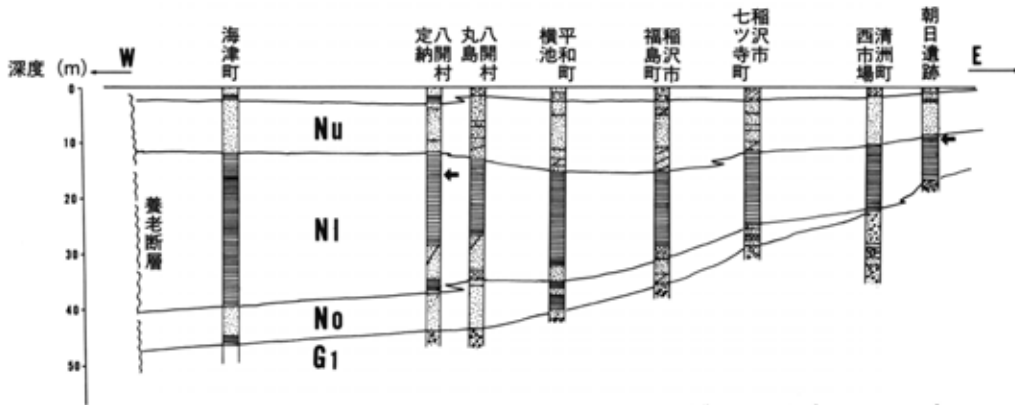 深度 (m)
W
海津町
八開村
定納
八開村
丸島
平和町
横池
稲沢市
福島町
稲沢市
七ツ寺町
清洲町
西市場
朝日遺跡
E
0
10
20
30
40
50
養老断層
Nu
Nl
No
G1